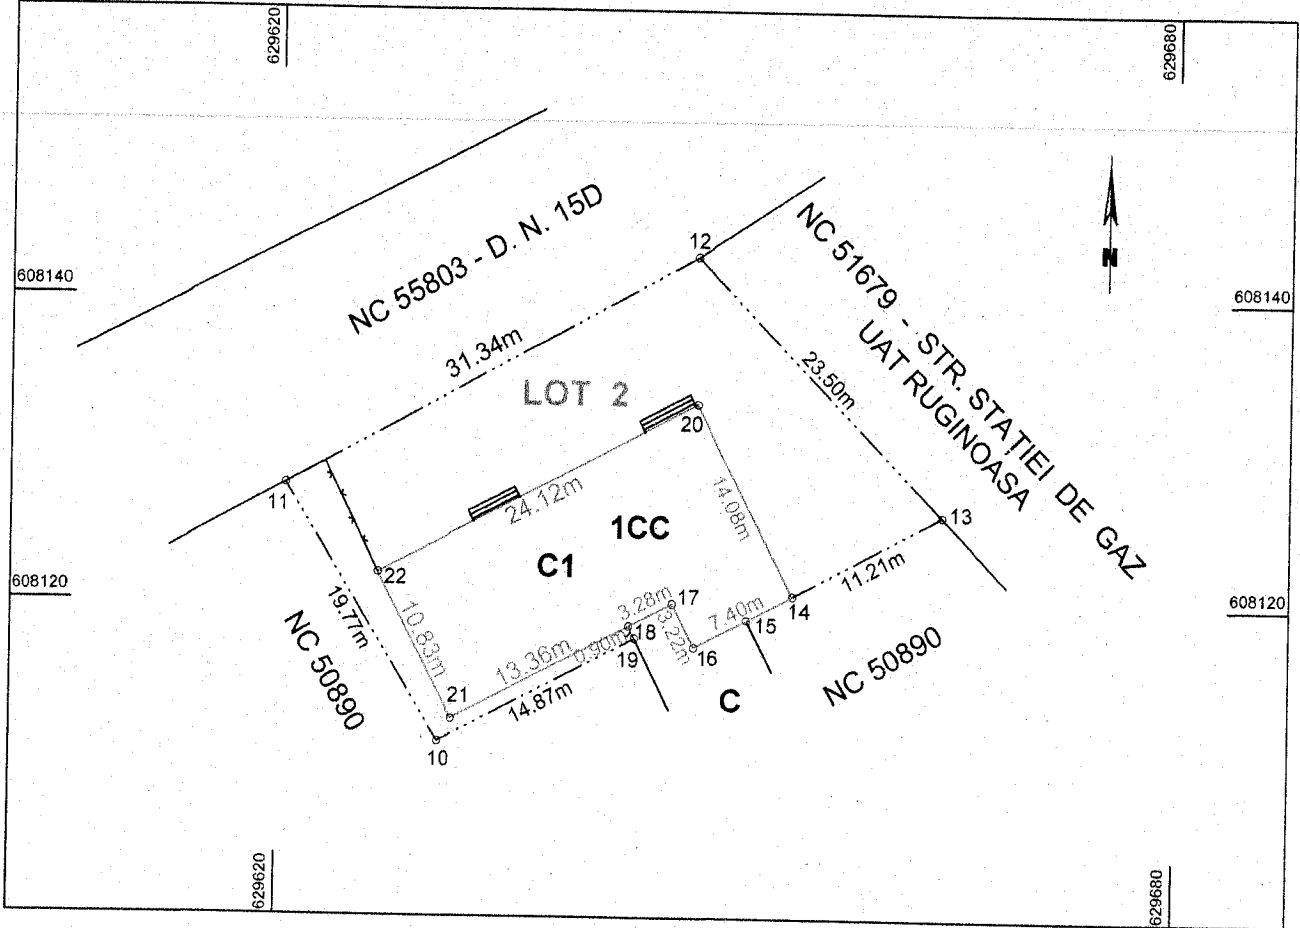 629620
629680
NC 55803 - D. N. 15D
12
NC 51679 - STR. STAȚIEI DE GAZ
UAT RUGINOASA
N
608140
608140
31.34m
23.50m
LOT 2
20
11
24.12m
14.08m
1CC
13
C1
22
11.21m
608120
608120
19.77m
10.83m
3.28m
17
14
7.40m
15
18
3.22m
0.90m
19
16
13.36m
NC 50890
NC 50890
21
14.87m
C
10
629620
629680